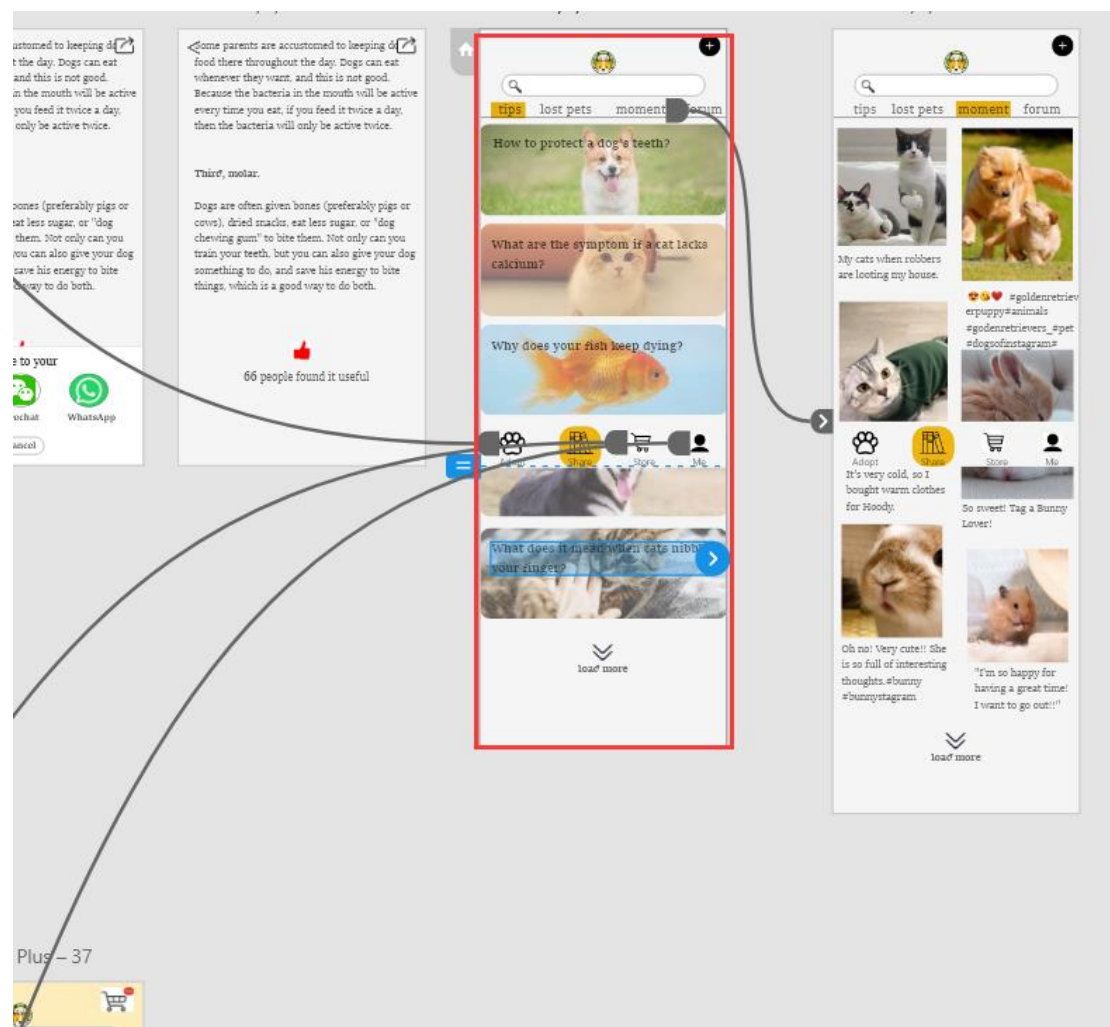 ustomed to keeping
t the day. Dogs can eat
and this is not good.
in the mouth will be active
you feed it twice a day,
only be active twice.
bones (preferably pigs or
eat less sugar, or "dog
them. Not only can you
you can also give your dog
save his energy to bite
way to do both.
e to your
chat
WhatsApp
ancel
Some parents are accustomed to keeping
food there throughout the day. Dogs can eat
whenever they want, and this is not good.
Because the bacteria in the mouth will be active
every time you eat, if you feed it twice a day,
then the bacteria will only be active twice.
Third, molar.
Dogs are often given bones (preferably pigs or
cows), dried snacks, eat less sugar, or "dog
chewing gum" to bite them. Not only can you
train your teeth, but you can also give your dog
something to do, and save his energy to bite
things, which is a good way to do both.
66 people found it useful
tips lost pets moment forum
How to protect a dog's teeth?
What are the symptom if a cat lacks
calcium?
Why does your fish keep dying?
Adopt Share Store Me
What does it mean when cats nibb
your finger?
load more
tips lost pets moment forum
My cats when robbers
are looting my house.
#goldenretriev
erpuppy#animals
#godenretrievers_#pet
#dogsofinstagram#
Adopt Share Store Me
It's very cold, so I
bought warm clothes
for Hoody.
So sweet! Tag a Bunny
Lover!
Oh no! Very cute!! She
is so full of interesting
thoughts.#bunny
#bunnystagram
"I'm so happy for
having a great time!
I want to go out!!"
load more
Plus – 37